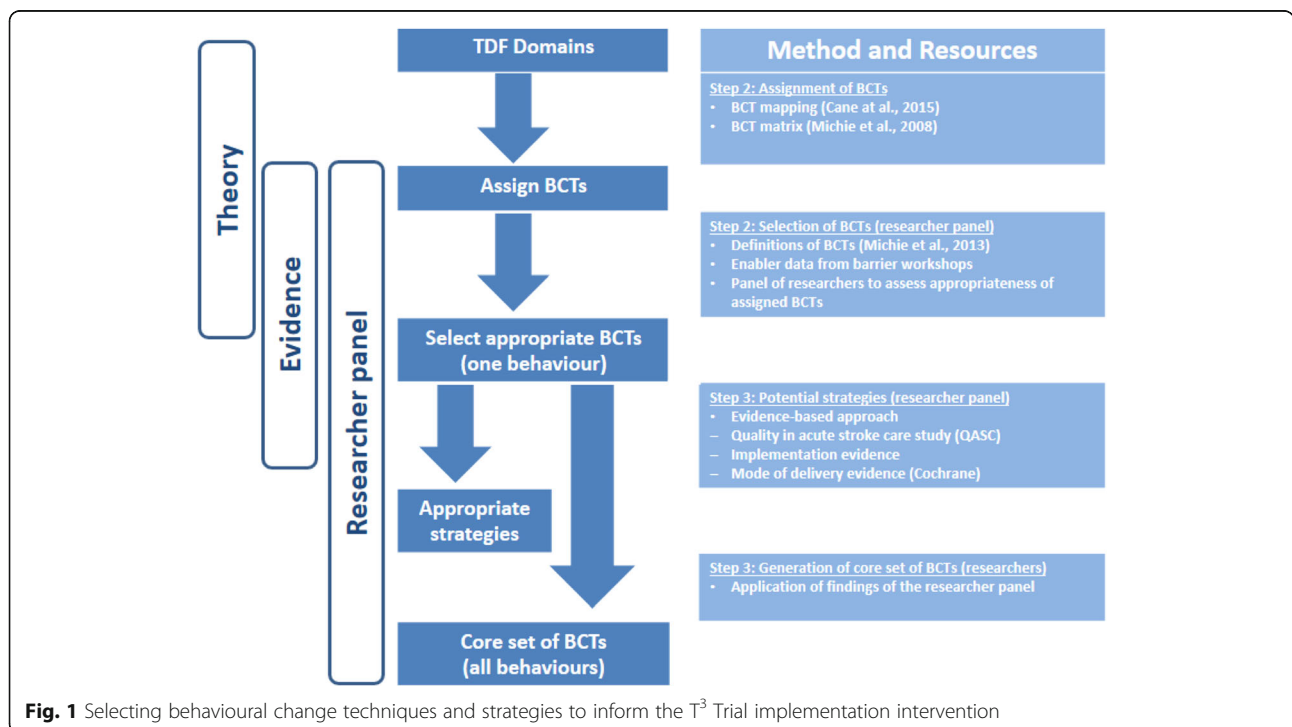 TDF Domains
Assign BCTs
Select appropriate BCTs
(one behaviour)
Appropriate
strategies
Core set of BCTs
(all behaviours)
Theory
Evidence
Researcher panel
Method and Resources
Step 2: Assignment of BCTs
• BCT mapping (Cane at al., 2015)
• BCT matrix (Michie et al., 2008)
Step 2: Selection of BCTs (researcher panel)
• Definitions of BCTs (Michie et al., 2013)
• Enabler data from barrier workshops
• Panel of researchers to assess appropriateness of
assigned BCTs
Step 3: Potential strategies (researcher panel)
• Evidence-based approach
– Quality in acute stroke care study (QASC)
– Implementation evidence
– Mode of delivery evidence (Cochrane)
Step 3: Generation of core set of BCTs (researchers)
• Application of findings of the researcher panel
Fig. 1 Selecting behavioural change techniques and strategies to inform the T³ Trial implementation intervention